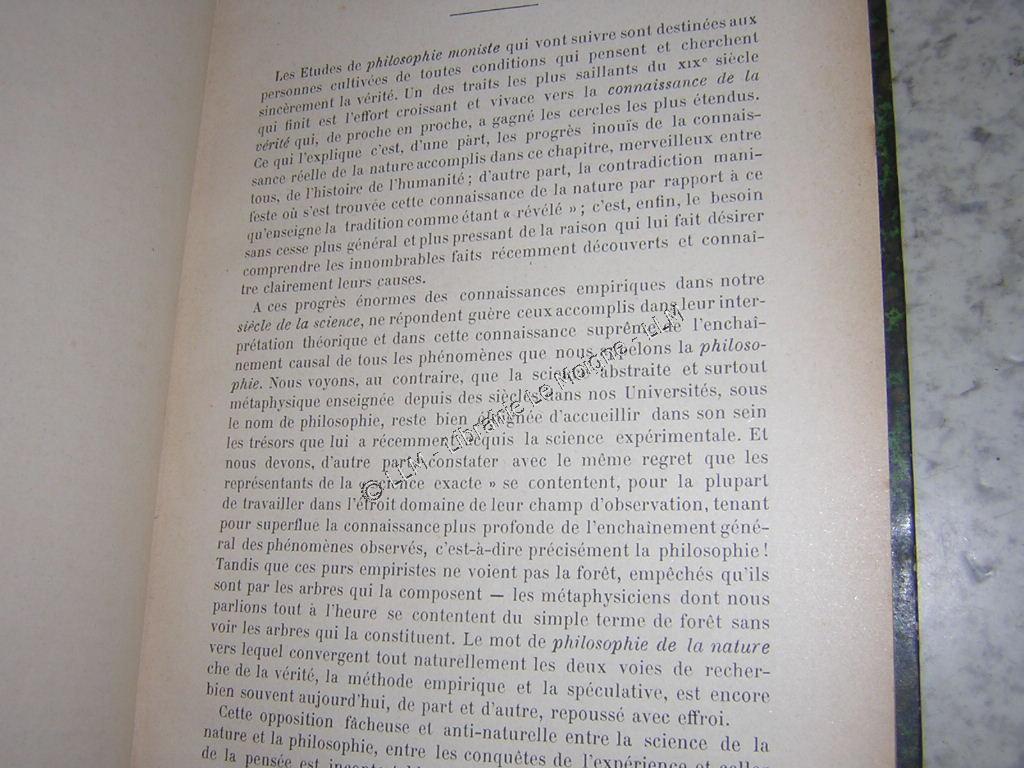 Les Etudes de philosophie moniste qui vont suivre sont destinées aux
personnes cultivées de toutes conditions qui pensent et cherchent
sincèrement la vérité. Un des traits les plus saillants du XIXe siècle
qui finit est l'effort croissant et vivace vers la connaissance de la
vérité qui, de proche en proche, a gagné les cercles les plus étendus.
Ce qui l'explique c'est, d'une part, les progrès inouïs de la connais-
sance réelle de la nature accomplis dans ce chapitre, merveilleux entre
tous, de l'histoire de l'humanité ; d'autre part, la contradiction mani-
feste où s'est trouvée cette connaissance de la nature par rapport à ce
qu'enseigne la tradition comme étant « révélé » ; c'est, enfin, le besoin
sans cesse plus général et plus pressant de la raison qui lui fait désirer
comprendre les innombrables faits récemment découverts et connaî-
tre clairement leurs causes.
A ces progrès énormes des connaissances empiriques dans notre
siècle de la science, ne répondent guère ceux accomplis dans leur inter-
prétation théorique et dans cette connaissance suprême de l'enchaî-
nement causal de tous les phénomènes que nous appelons la philoso-
phie. Nous voyons, au contraire, que la science abstraite et surtout
métaphysique enseignée depuis des siècles dans nos Universités, sous
le nom de philosophie, reste bien éloignée d'accueillir dans son sein
les trésors que lui a récemment acquis la science expérimentale. Et
nous devons, d'autre part, constater avec le même regret que les
représentants de la « science exacte » se contentent, pour la plupart
de travailler dans l'étroit domaine de leur champ d'observation, tenant
pour superflue la connaissance plus profonde de l'enchaînement géné-
ral des phénomènes observés, c'est-à-dire précisément la philosophie !
Tandis que ces purs empiristes ne voient pas la forêt, empêchés qu'ils
sont par les arbres qui la composent — les métaphysiciens dont nous
parlions tout à l'heure se contentent du simple terme de forêt sans
voir les arbres qui la constituent. Le mot de philosophie de la nature
vers lequel convergent tout naturellement les deux voies de recher-
che de la vérité, la méthode empirique et la spéculative, est encore
bien souvent aujourd'hui, de part et d'autre, repoussé avec effroi.
Cette opposition fâcheuse et anti-naturelle entre la science de la
nature et la philosophie, entre les conquêtes de l'expérience et celles
de la pensée est
© LLM - Librairie Le Moigne - LLM